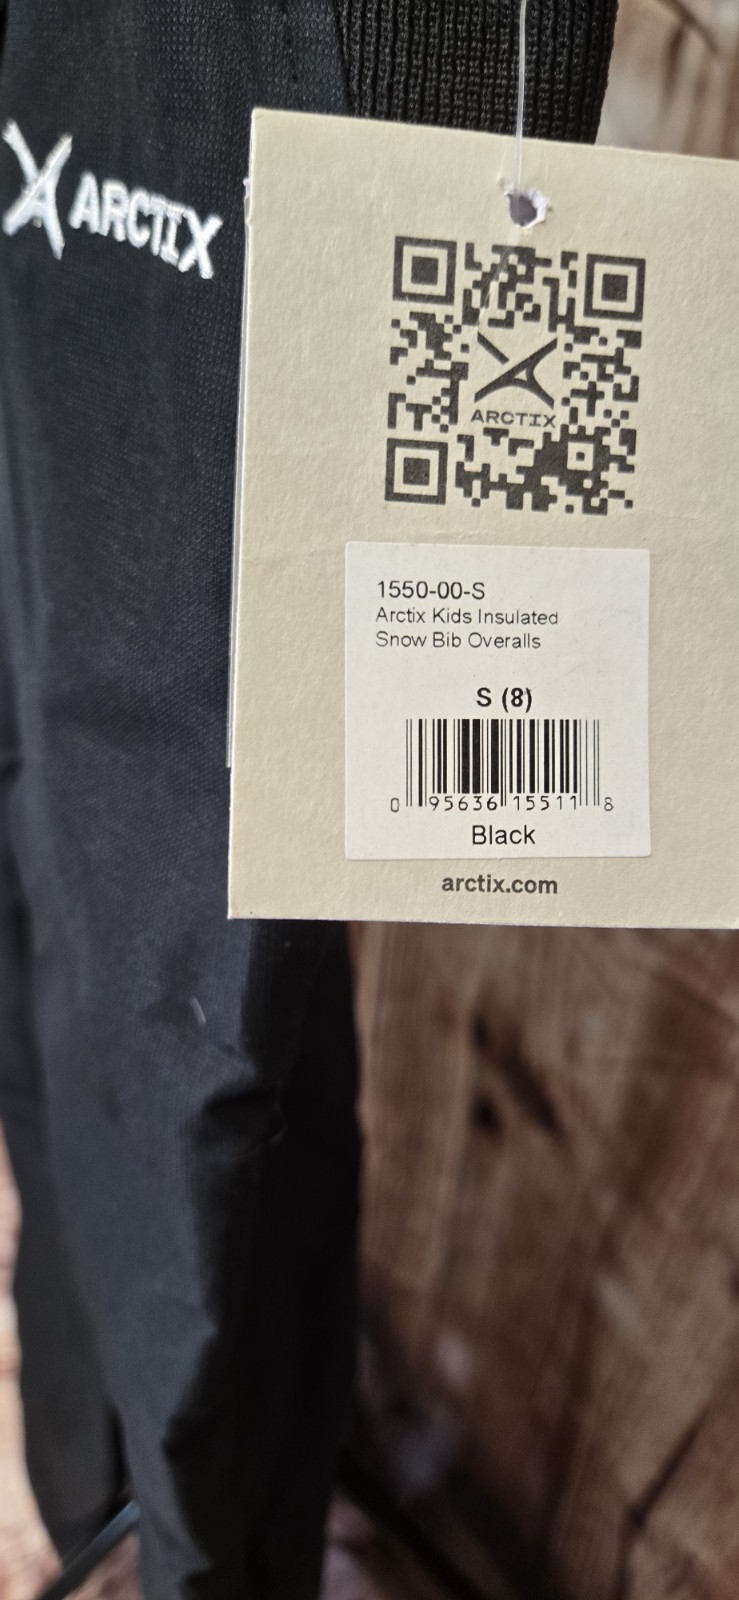 ARCTIX
ARCTIX
1550-00-S
Arctix Kids Insulated
Snow Bib Overalls
S (8)
0 95636 15511 8
Black
arctix.com